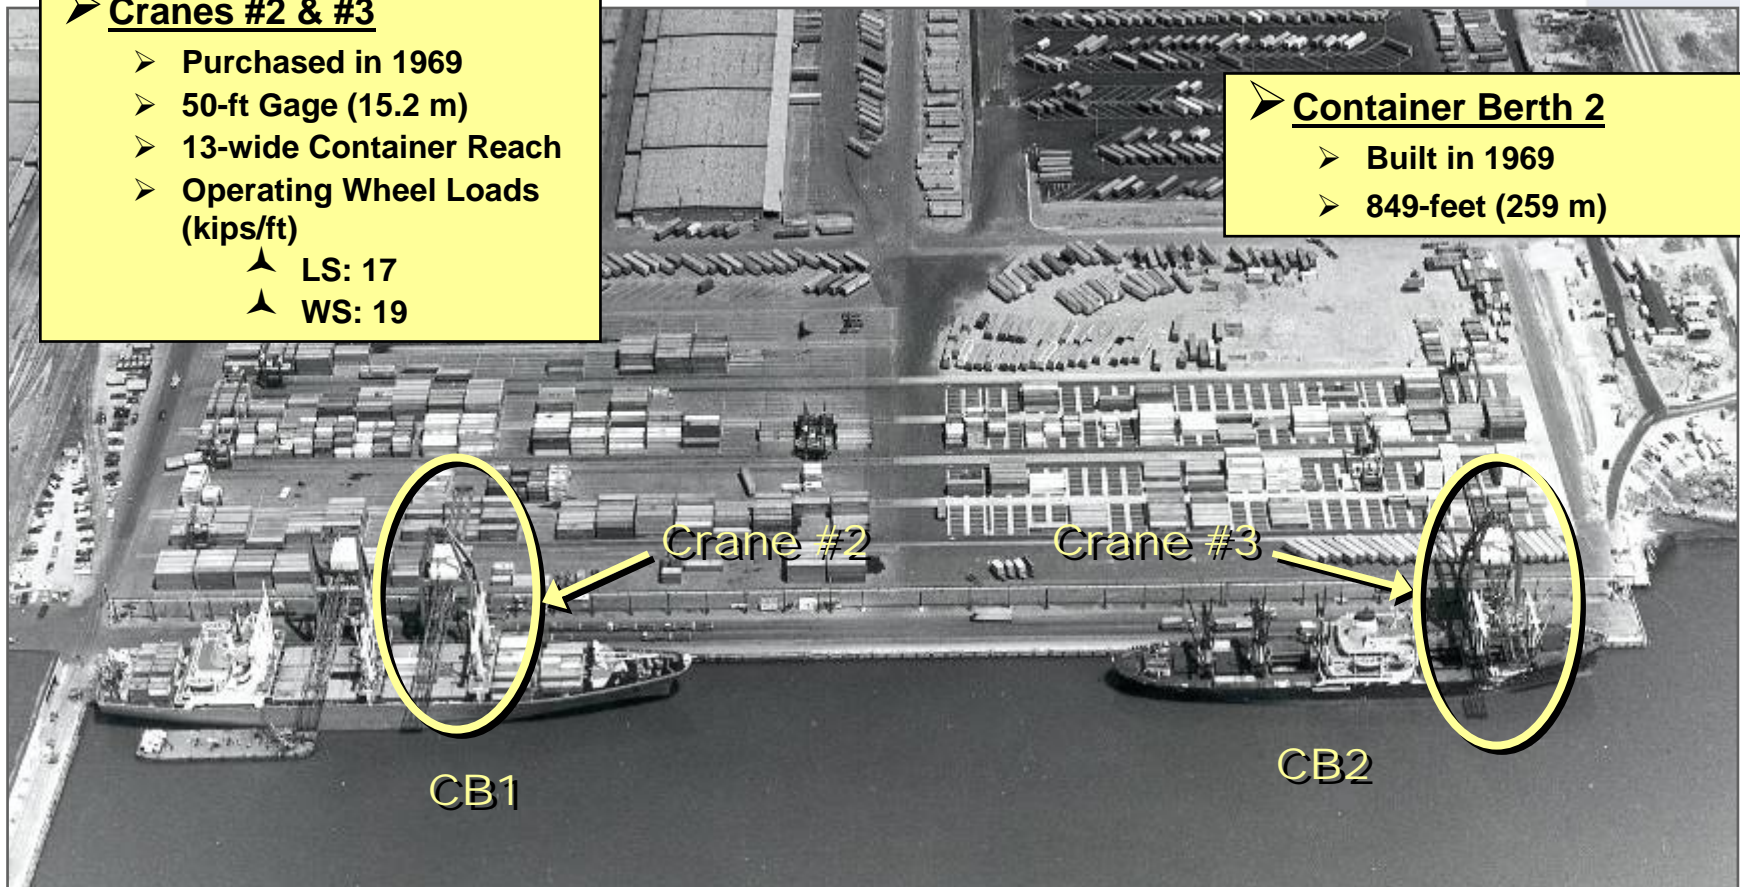 Cranes #2 & #3
Purchased in 1969
50-ft Gage (15.2 m)
13-wide Container Reach
Operating Wheel Loads
(kips/ft)
LS: 17
WS: 19
Container Berth 2
Built in 1969
849-feet (259 m)
Crane #2
Crane #3
CB1
CB2